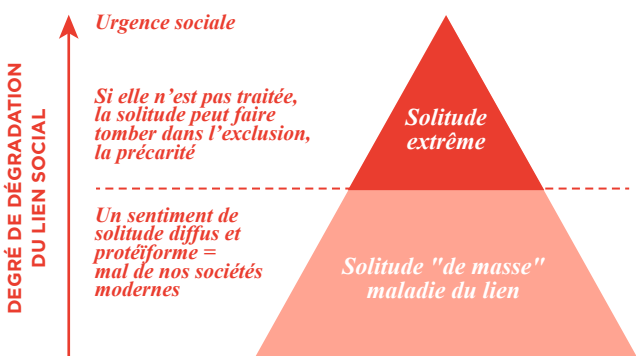 DEGRÉ DE DÉGRADATION
DU LIEN SOCIAL
Urgence sociale
Si elle n'est pas traitée,
la solitude peut faire
tomber dans l'exclusion,
la précarité
Solitude
extrême
Un sentiment de
solitude diffus et
protéïforme =
mal de nos sociétés
modernes
Solitude "de masse"
maladie du lien